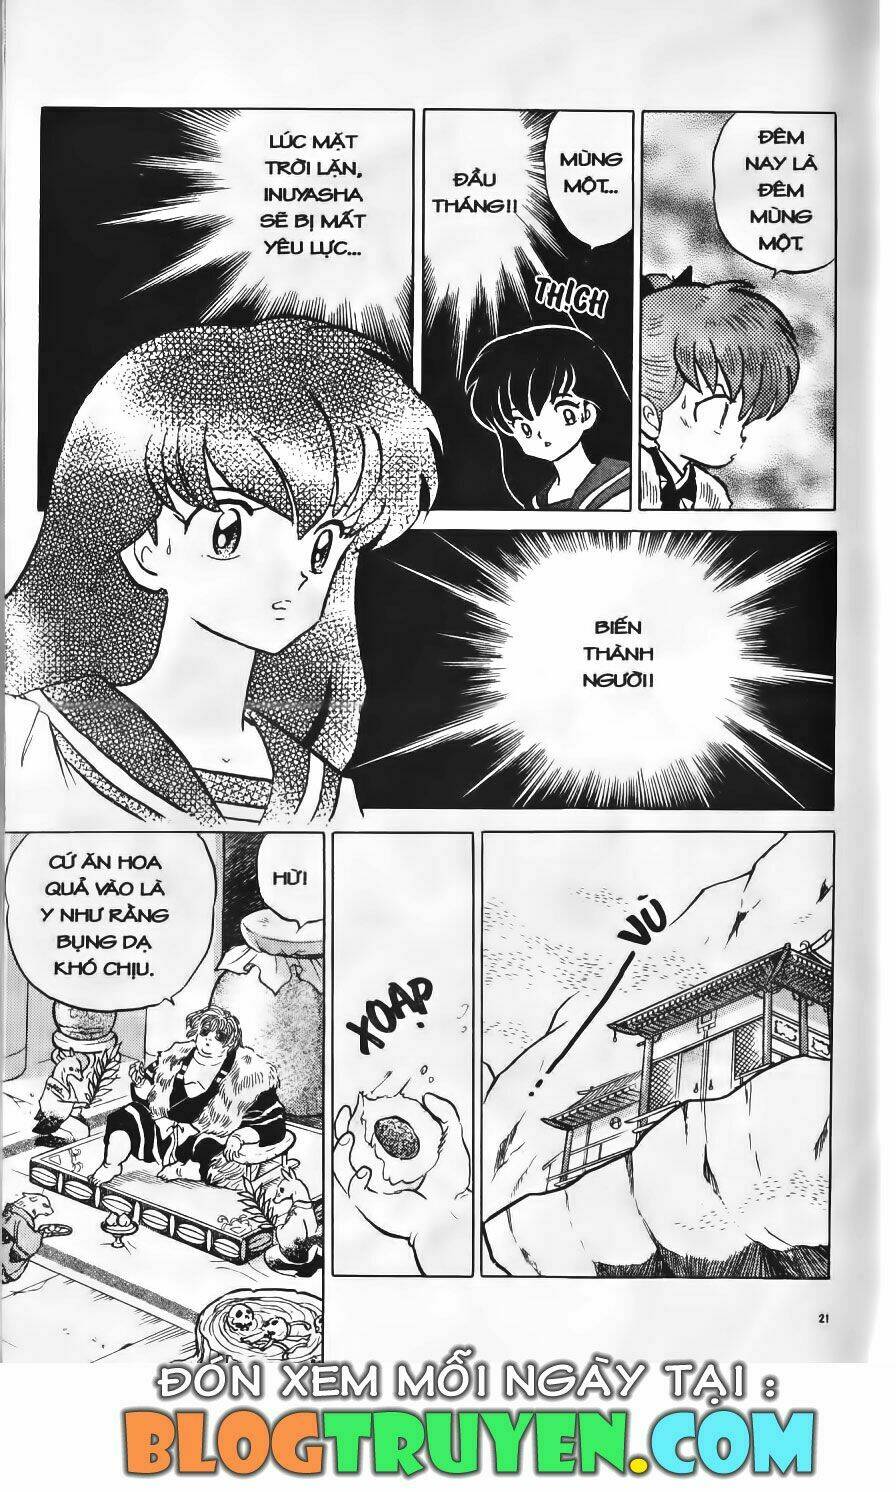 ĐÊM
NAY LÀ
ĐÊM
MÙNG
MỘT.
MÙNG
MỘT...
THỊCH
ĐẦU
THÁNG!!
LÚC MẶT
TRỜI LẶN,
INUYASHA
SẼ BỊ MẤT
YÊU LỰC...
BIẾN
THÀNH
NGƯỜI!
VÙ
XOẠP
HỪ!
CỨ ĂN HOA
QUẢ VÀO LÀ
Y NHƯ RẰNG
BỤNG DẠ
KHÓ CHỊU.
21
ĐÓN XEM MỖI NGÀY TẠI :
BLOGTRUYEN.COM